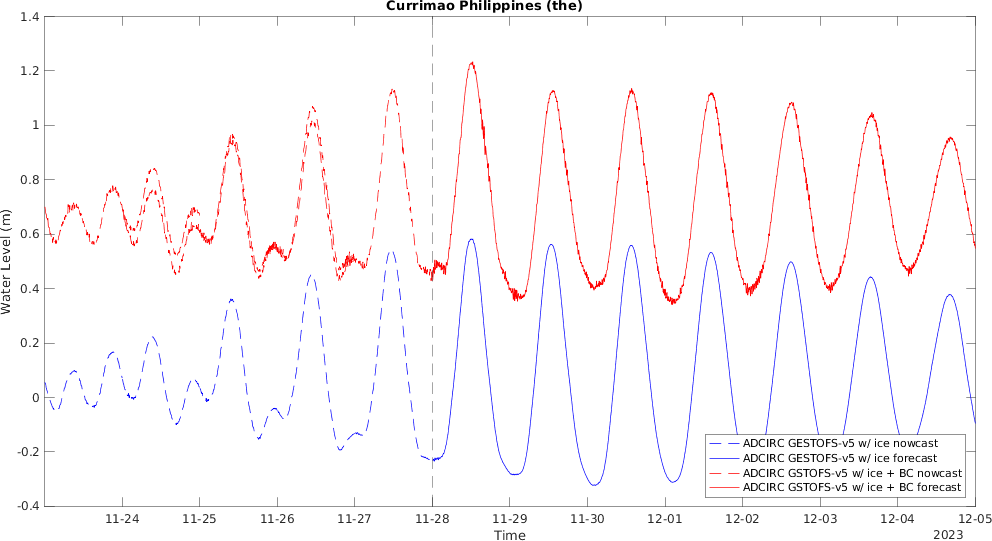 Currimao Philippines (the)
Water Level (m)
1.4
1.2
1
0.8
0.6
0.4
0.2
0
-0.2
-0.4
11-24 11-25 11-26 11-27 11-28 11-29 11-30 12-01 12-02 12-03 12-04 12-05
Time
2023
ADCIRC GESTOFS-v5 w/ ice nowcast
ADCIRC GESTOFS-v5 w/ ice forecast
ADCIRC GSTOFS-v5 w/ ice + BC nowcast
ADCIRC GSTOFS-v5 w/ ice + BC forecast